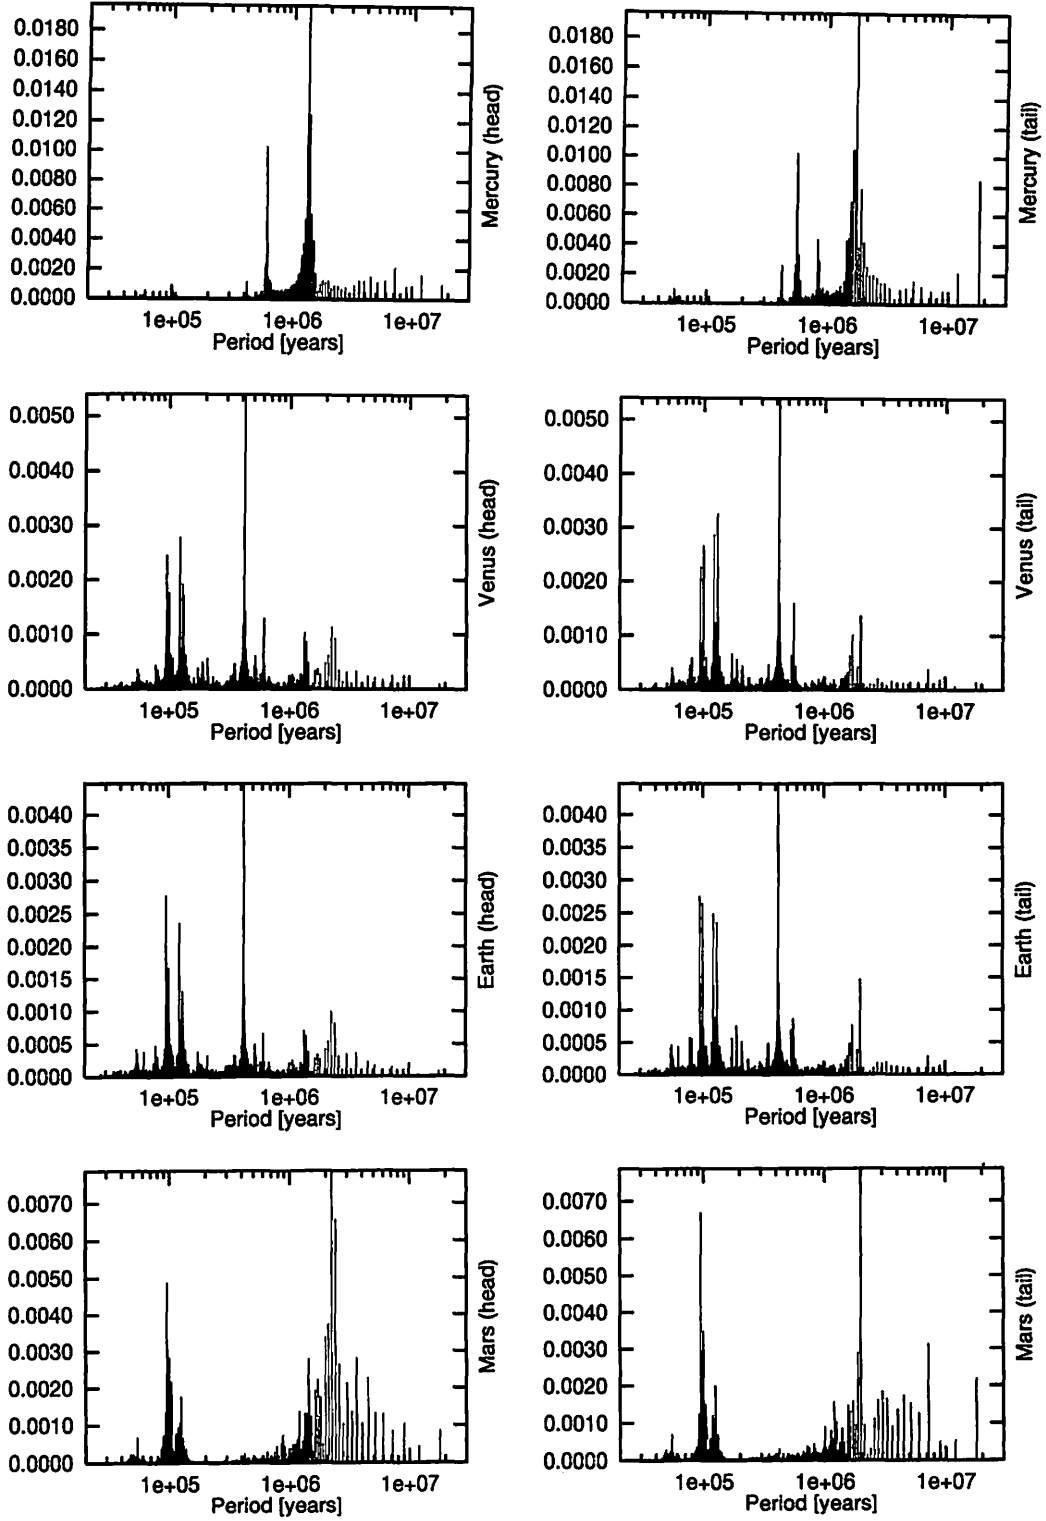 0.0180
0.0160
0.0140
0.0120
0.0100
0.0080
0.0060
0.0040
0.0020
0.0000
1e+05 1e+06 1e+07
Period [years]
Mercury (head)
0.0180
0.0160
0.0140
0.0120
0.0100
0.0080
0.0060
0.0040
0.0020
0.0000
1e+05 1e+06 1e+07
Period [years]
Mercury (tail)
0.0050
0.0040
0.0030
0.0020
0.0010
0.0000
1e+05 1e+06 1e+07
Period [years]
Venus (head)
0.0050
0.0040
0.0030
0.0020
0.0010
0.0000
1e+05 1e+06 1e+07
Period [years]
Venus (tail)
0.0040
0.0035
0.0030
0.0025
0.0020
0.0015
0.0010
0.0005
0.0000
1e+05 1e+06 1e+07
Period [years]
Earth (head)
0.0040
0.0035
0.0030
0.0025
0.0020
0.0015
0.0010
0.0005
0.0000
1e+05 1e+06 1e+07
Period [years]
Earth (tail)
0.0070
0.0060
0.0050
0.0040
0.0030
0.0020
0.0010
0.0000
1e+05 1e+06 1e+07
Period [years]
Mars (head)
0.0070
0.0060
0.0050
0.0040
0.0030
0.0020
0.0010
0.0000
1e+05 1e+06 1e+07
Period [years]
Mars (tail)